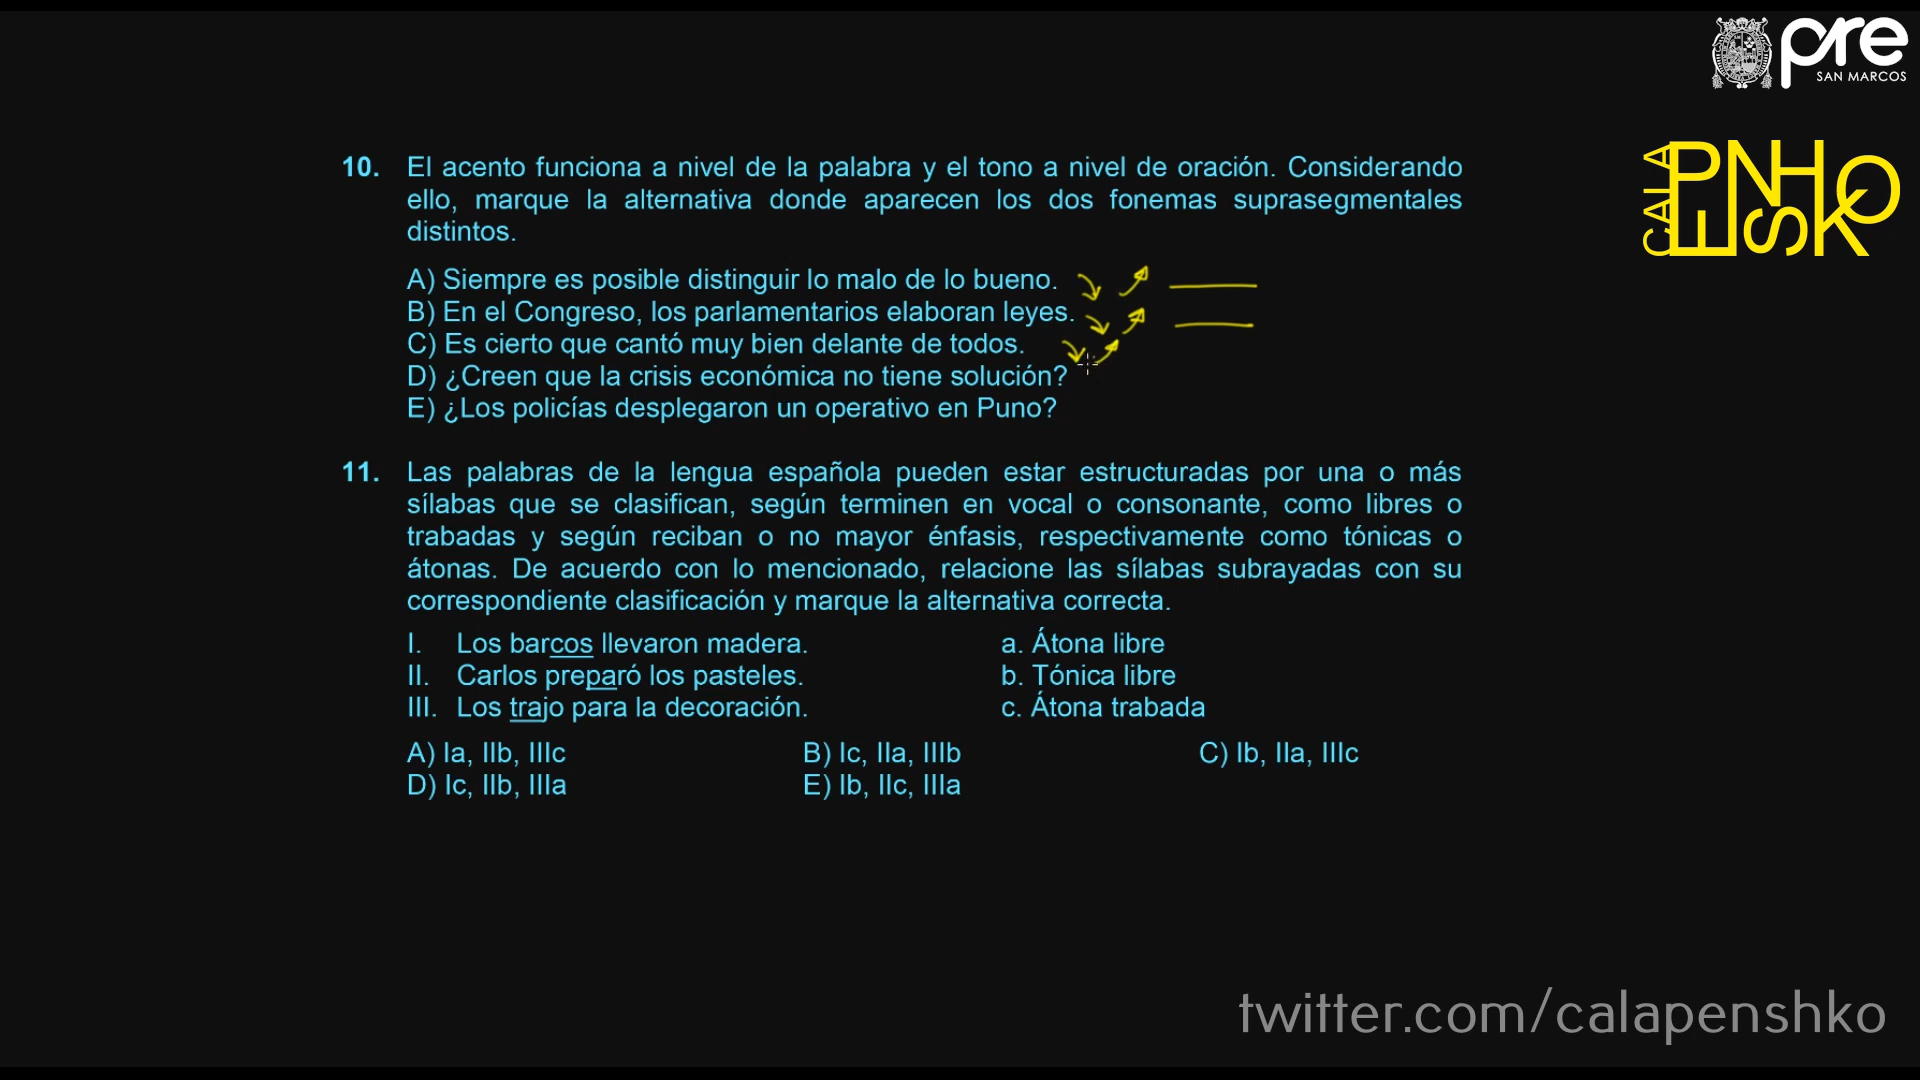 pre
SAN MARCOS
CALA
PENSHKO
10. El acento funciona a nivel de la palabra y el tono a nivel de oración. Considerando
ello, marque la alternativa donde aparecen los dos fonemas suprasegmentales
distintos.
A) Siempre es posible distinguir lo malo de lo bueno.
B) En el Congreso, los parlamentarios elaboran leyes.
C) Es cierto que cantó muy bien delante de todos.
D) ¿Creen que la crisis económica no tiene solución?
E) ¿Los policías desplegaron un operativo en Puno?
11. Las palabras de la lengua española pueden estar estructuradas por una o más
sílabas que se clasifican, según terminen en vocal o consonante, como libres o
trabadas y según reciban o no mayor énfasis, respectivamente como tónicas o
átonas. De acuerdo con lo mencionado, relacione las sílabas subrayadas con su
correspondiente clasificación y marque la alternativa correcta.
I. Los barcos llevaron madera. a. Átona libre
II. Carlos preparó los pasteles. b. Tónica libre
III. Los trajo para la decoración. c. Átona trabada
A) Ia, IIb, IIIc B) Ic, IIa, IIIb C) Ib, IIa, IIIc
D) Ic, IIb, IIIa E) Ib, IIc, IIIa
twitter.com/calapenshko